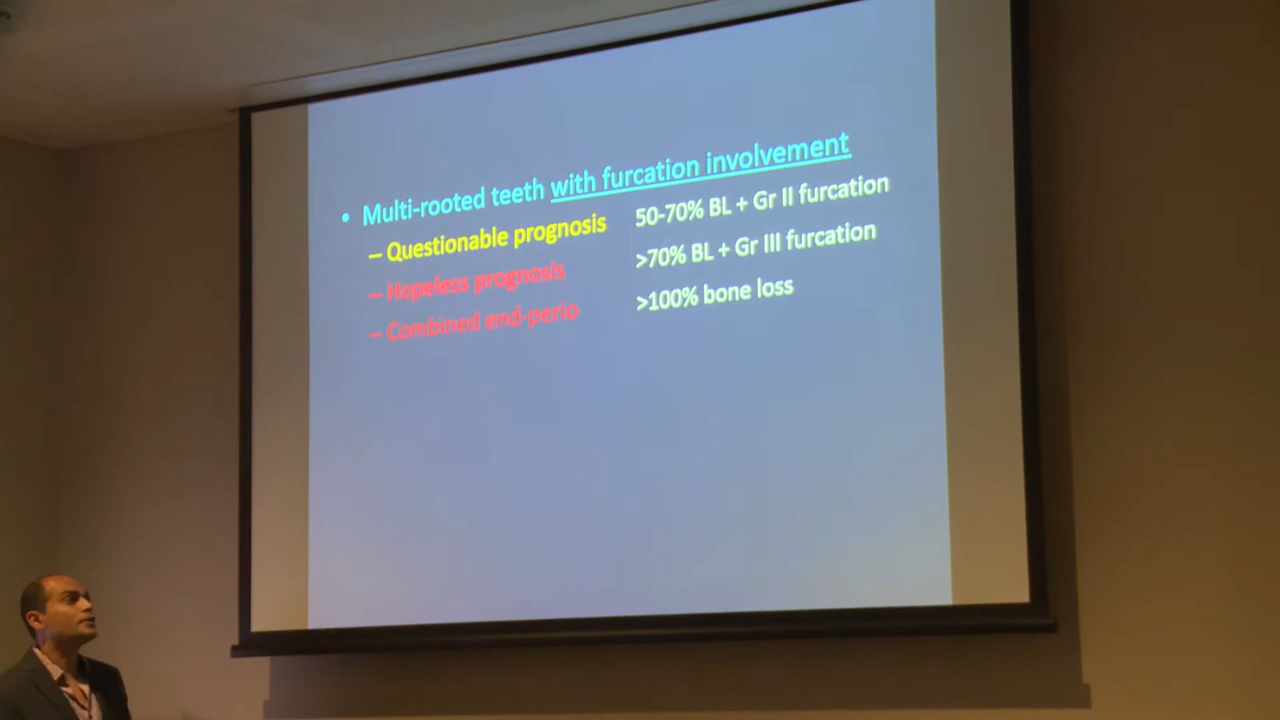 • Multi-rooted teeth with furcation involvement
– Questionable prognosis 50-70% BL + Gr II furcation
– Hopeless prognosis >70% BL + Gr III furcation
– Combined end-perio >100% bone loss